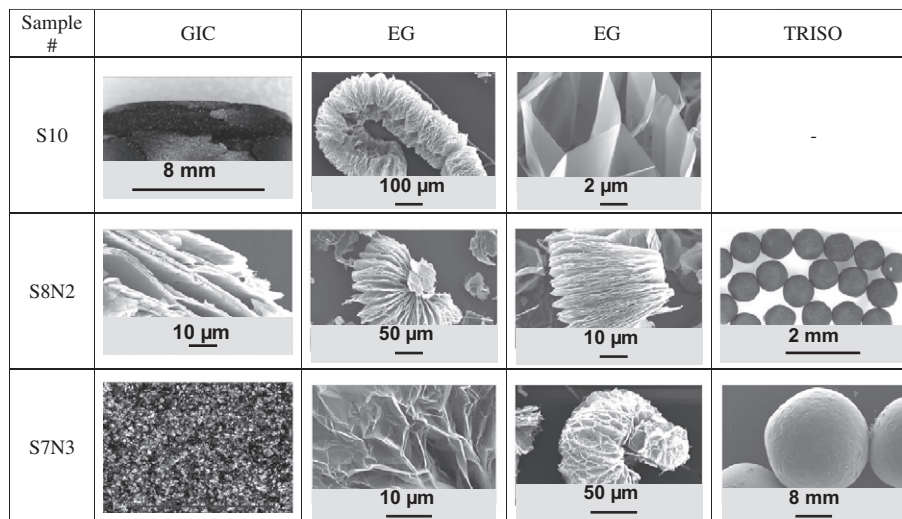 Sample # GIC EG EG TRISO
S10 -
8 mm 100 µm 2 µm
S8N2
10 µm 50 µm 10 µm 2 mm
S7N3
10 µm 50 µm 8 mm